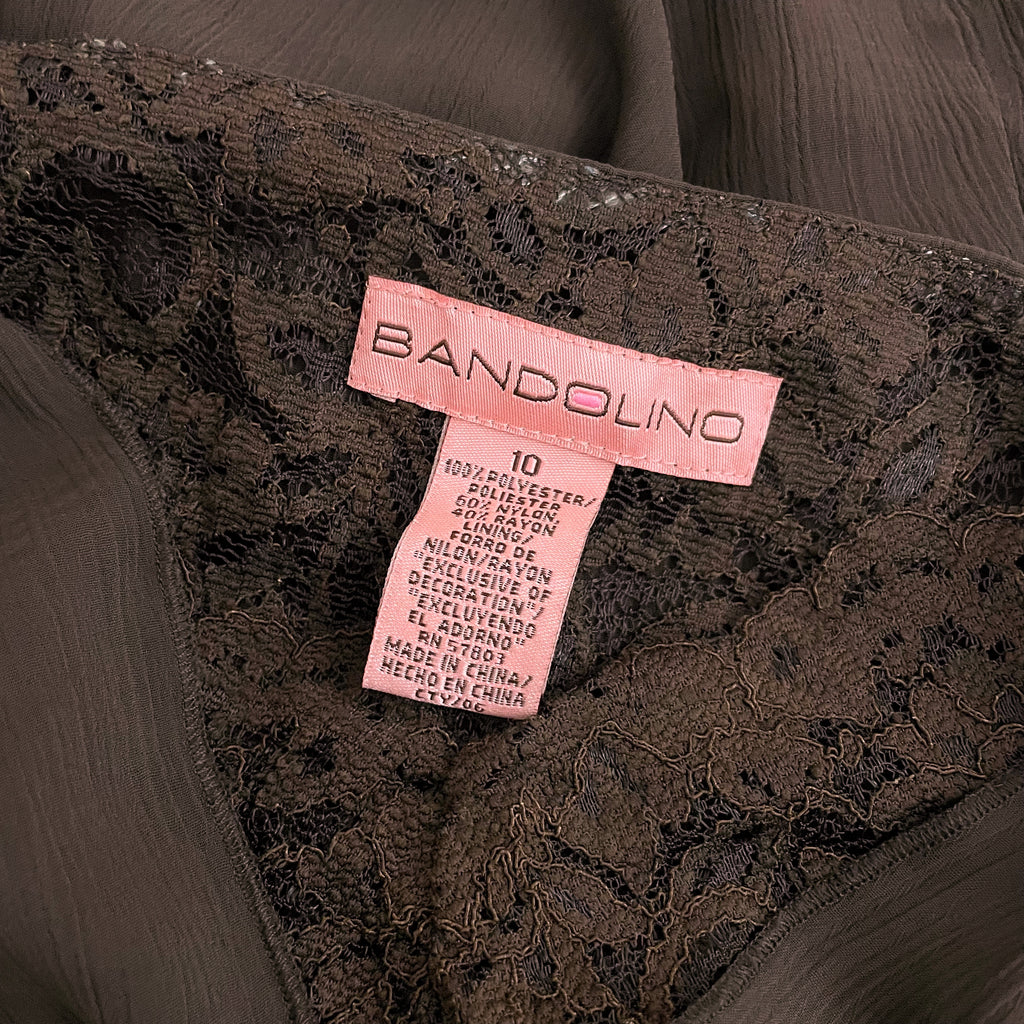 BANDOLINO
10
100% POLYESTER/
POLIESTER
60% NYLON,
40% RAYON
LINING/
FORRO DE
NILON/RAYON
"EXCLUSIVE OF
DECORATION"/
"EXCLUYENDO
EL ADORNO"
RN 57803
MADE IN CHINA/
HECHO EN CHINA
CTY/06